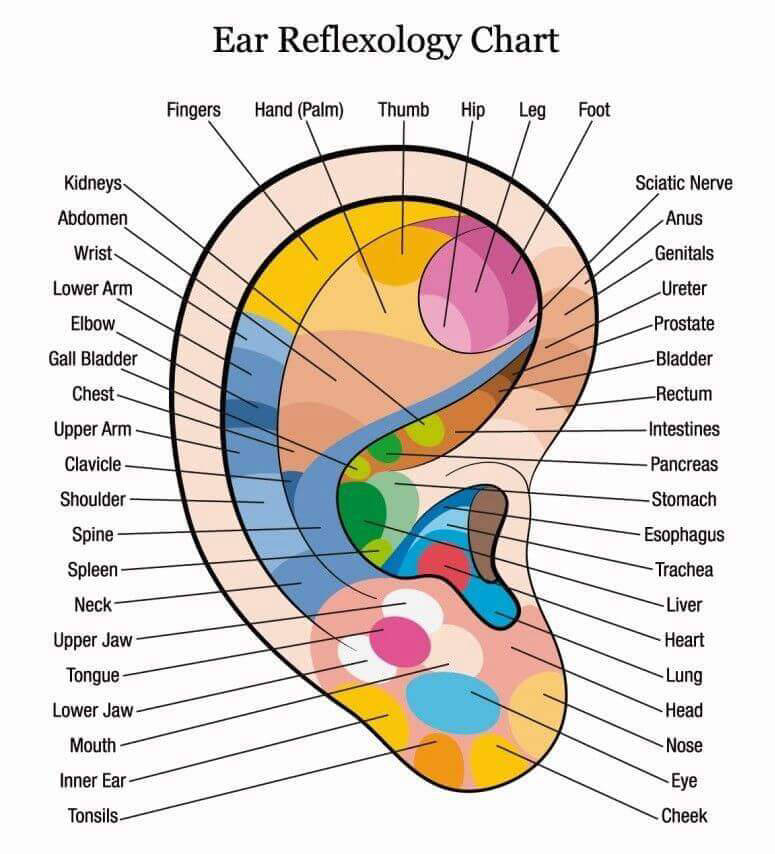 Ear Reflexology Chart
Fingers
Hand (Palm)
Thumb
Hip
Leg
Foot
Kidneys
Abdomen
Wrist
Lower Arm
Elbow
Gall Bladder
Chest
Upper Arm
Clavicle
Shoulder
Spine
Spleen
Neck
Upper Jaw
Tongue
Lower Jaw
Mouth
Inner Ear
Tonsils
Sciatic Nerve
Anus
Genitals
Ureter
Prostate
Bladder
Rectum
Intestines
Pancreas
Stomach
Esophagus
Trachea
Liver
Heart
Lung
Head
Nose
Eye
Cheek